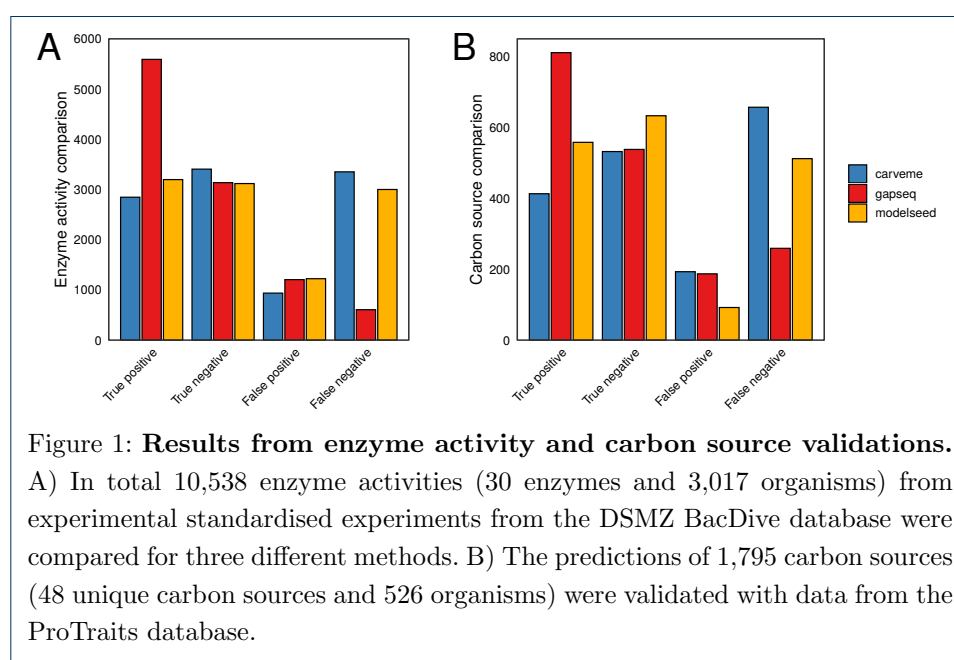 A
B
6000
5000
4000
3000
2000
1000
0
Enzyme activity comparison
True positive
True negative
False positive
False negative
800
600
400
200
0
Carbon source comparison
True positive
True negative
False positive
False negative
carveme
gapseq
modelseed
Figure 1: Results from enzyme activity and carbon source validations.
A) In total 10,538 enzyme activities (30 enzymes and 3,017 organisms) from
experimental standardised experiments from the DSMZ BacDive database were
compared for three different methods. B) The predictions of 1,795 carbon sources
(48 unique carbon sources and 526 organisms) were validated with data from the
ProTraits database.